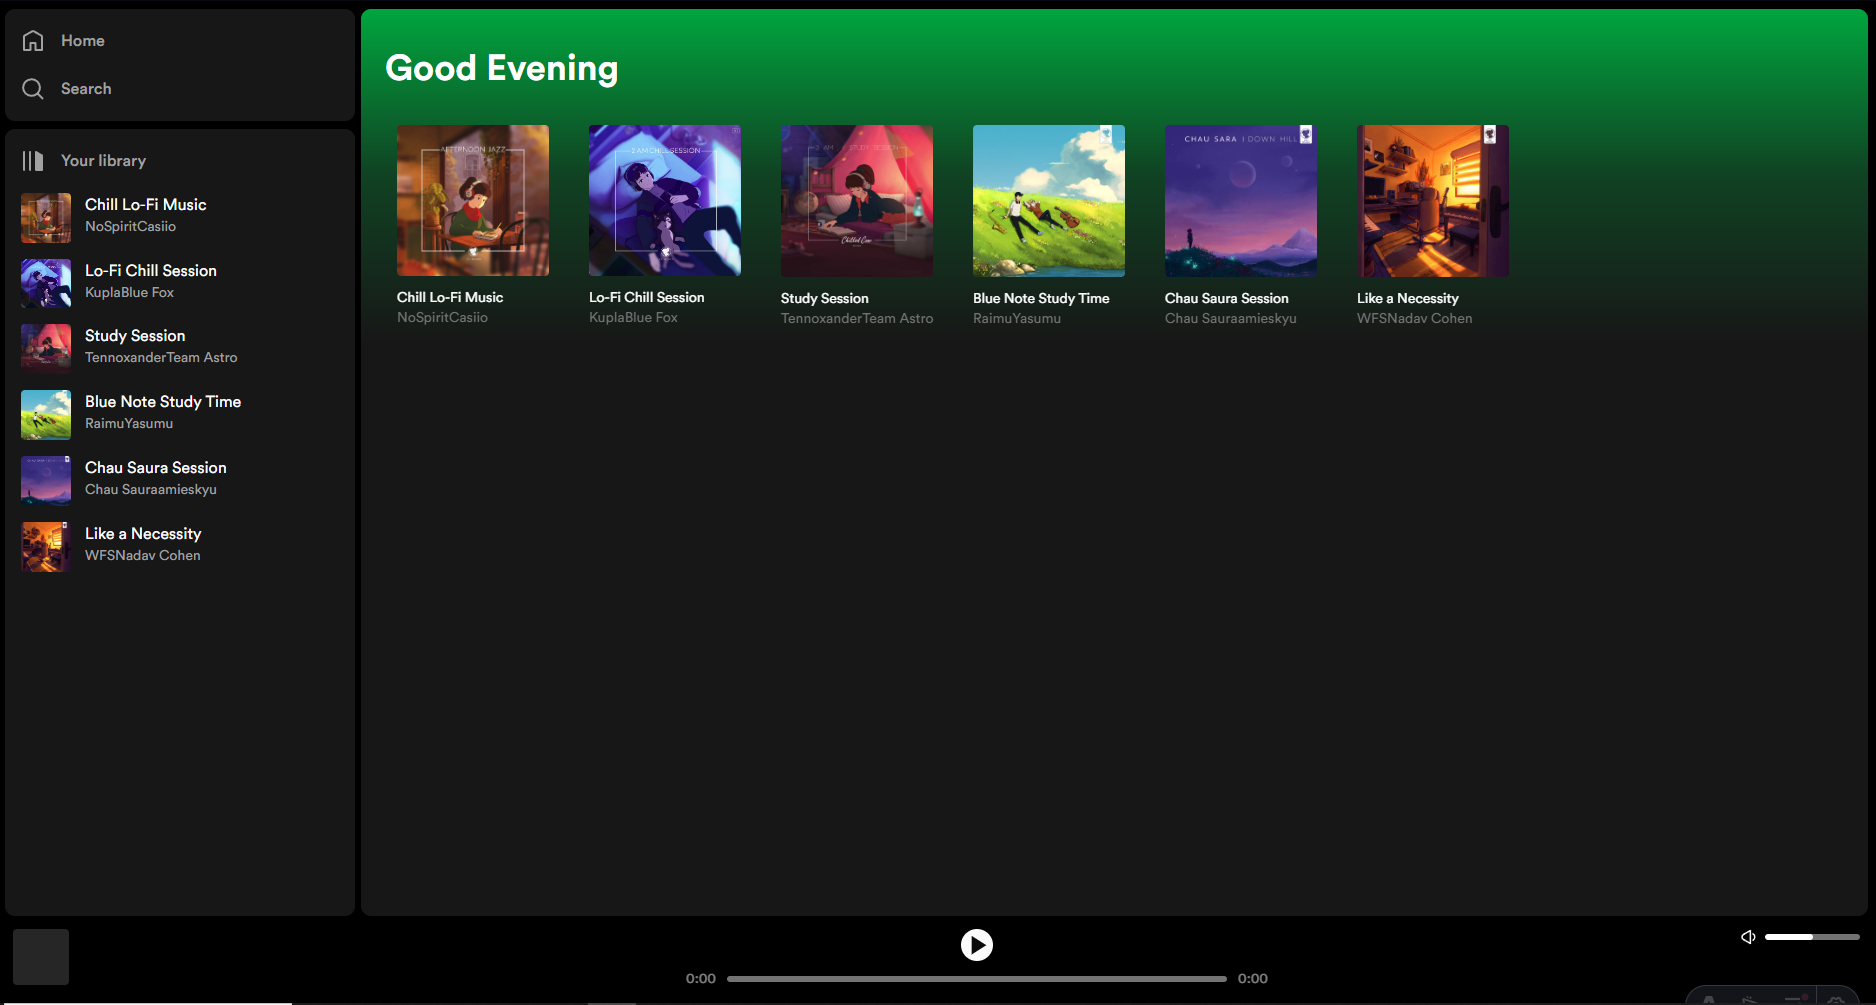 Home
Search
Your library
Chill Lo-Fi Music
NoSpiritCasiio
Lo-Fi Chill Session
KuplaBlue Fox
Study Session
TennoxanderTeam Astro
Blue Note Study Time
RaimuYasumu
Chau Saura Session
Chau Sauraamieskyu
Like a Necessity
WFSNadav Cohen
Good Evening
AFTERNOON JAZZ
2 AM CHILL SESSION
3 AM STUDY SESSION
Chilled Cow
CHAU SARA I DOWN HILL
Chill Lo-Fi Music
NoSpiritCasiio
Lo-Fi Chill Session
KuplaBlue Fox
Study Session
TennoxanderTeam Astro
Blue Note Study Time
RaimuYasumu
Chau Saura Session
Chau Sauraamieskyu
Like a Necessity
WFSNadav Cohen
0:00
0:00